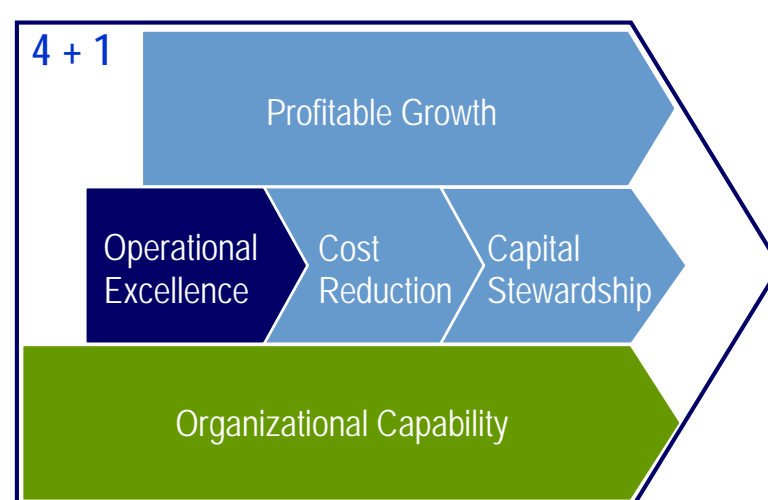 4 + 1
Profitable Growth
Operational
Excellence
Cost
Reduction
Capital
Stewardship
Organizational Capability